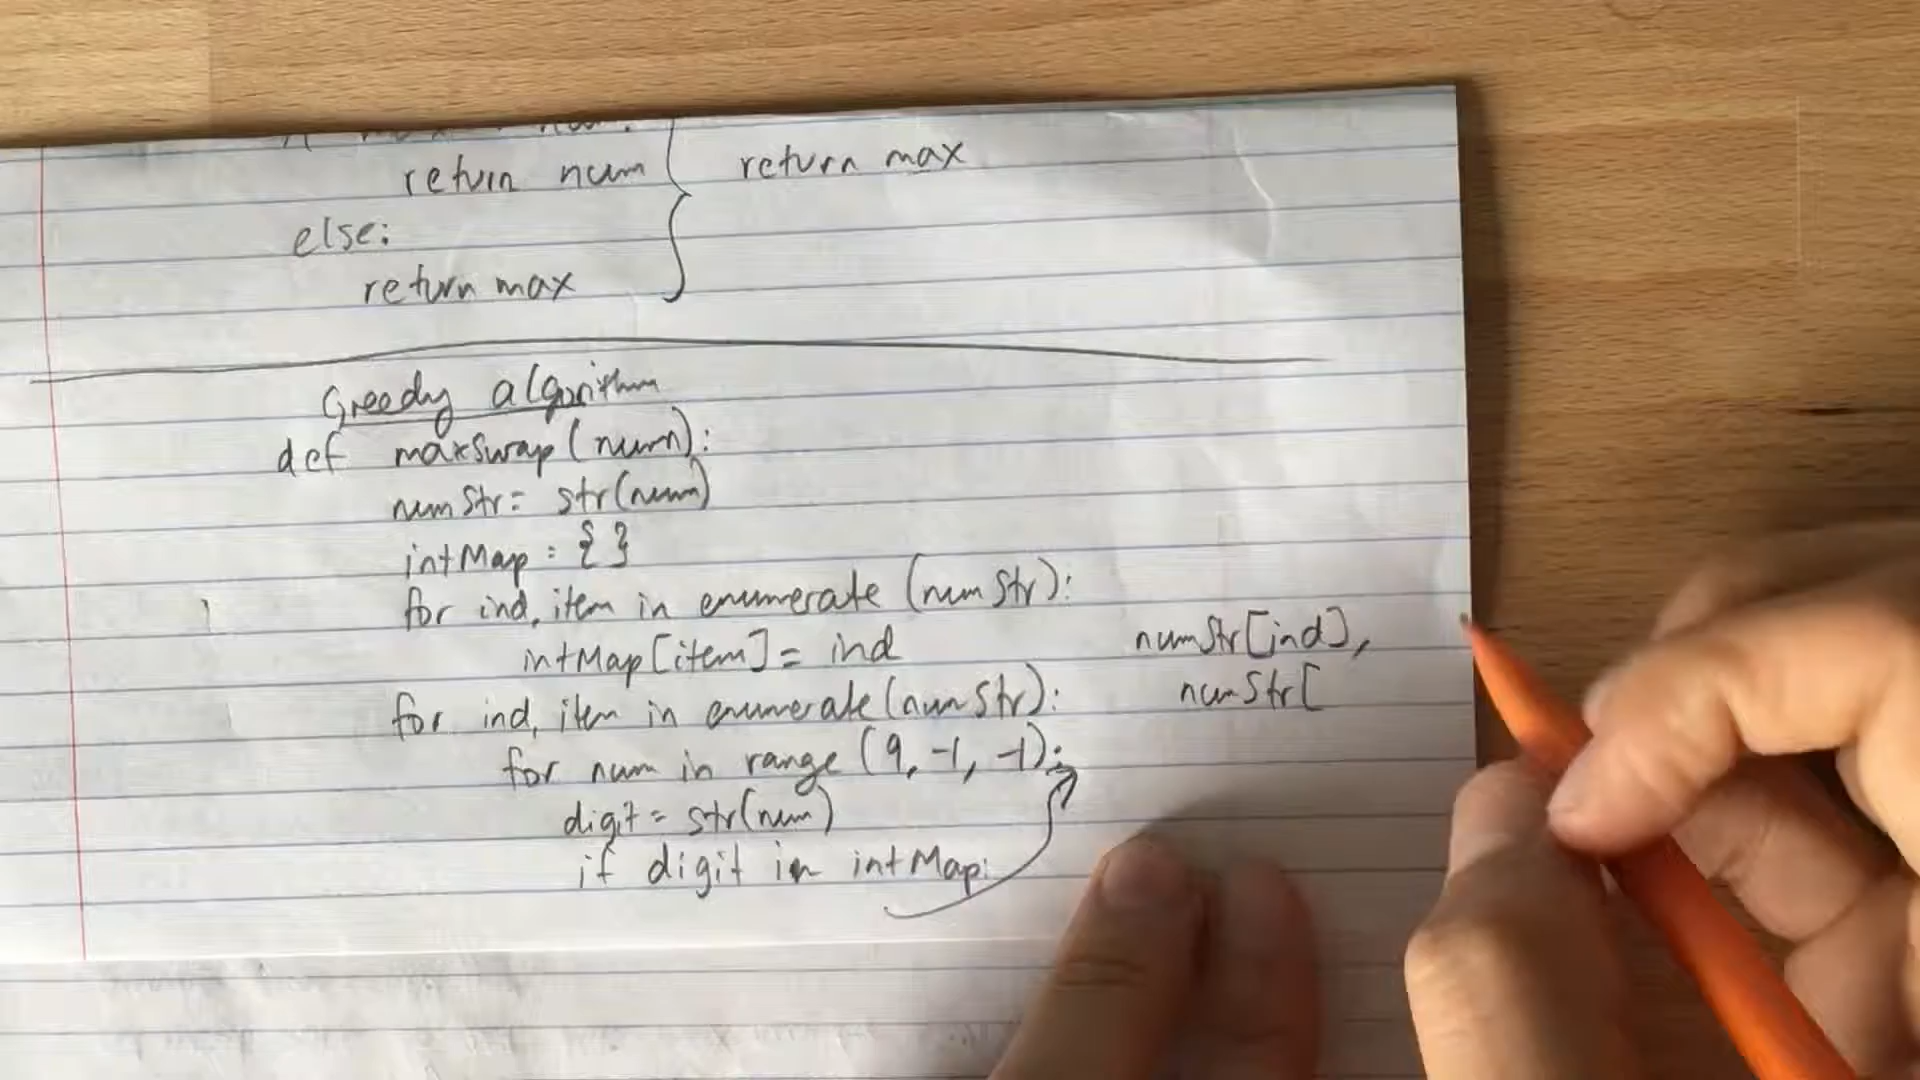 return num
return max
else:
return max
Greedy algorithm
def maxSwap(num):
numStr = str(num)
intMap = { }
for ind, item in enumerate (numStr):
intMap[item] = ind
for ind, item in enumerate(numStr):
for num in range (9, -1, -1):
digit = str(num)
if digit in intMap:
numStr[ind],
numStr[